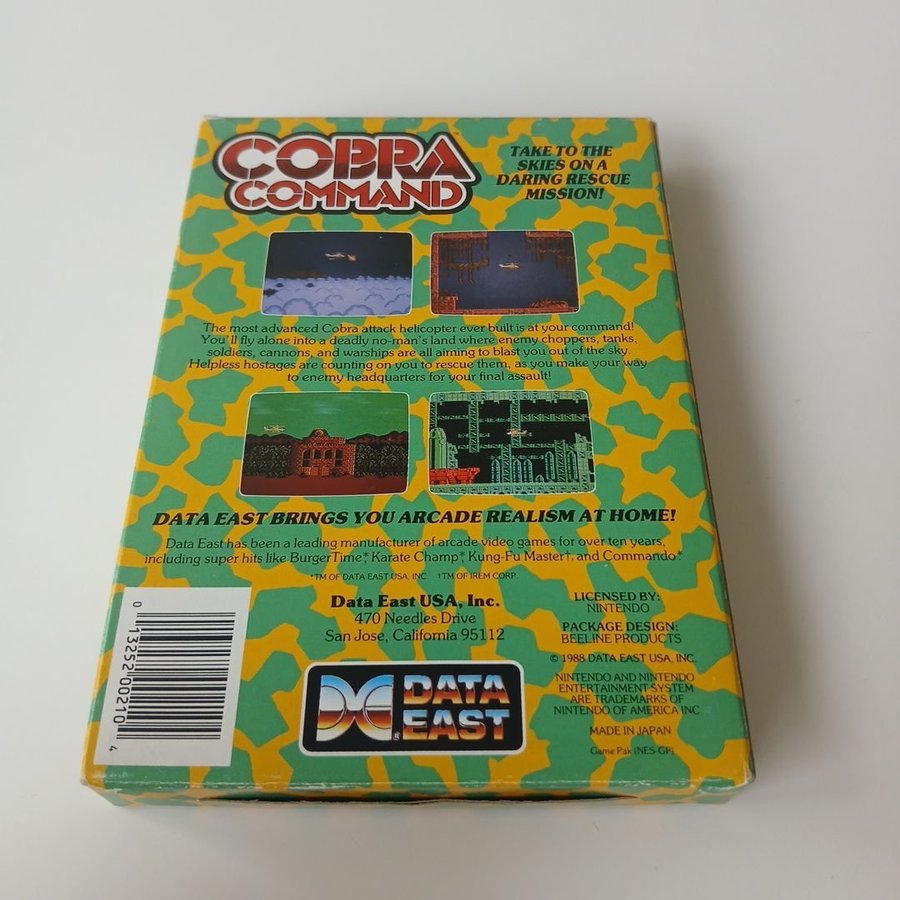 COBRA
COMMAND
TAKE TO THE
SKIES ON A
DARING RESCUE
MISSION!
The most advanced Cobra attack helicopter ever built is at your command!
You'll fly alone into a deadly no-man's land where enemy choppers, tanks,
soldiers, cannons, and warships are all aiming to blast you out of the sky.
Helpless hostages are counting on you to rescue them, as you make your way
to enemy headquarters for your final assault!
DATA EAST BRINGS YOU ARCADE REALISM AT HOME!
Data East has been a leading manufacturer of arcade video games for over ten years,
including super hits like BurgerTime,* Karate Champ,* Kung-Fu Master†, and Commando.*
*TM OF DATA EAST USA, INC. †TM OF IREM CORP.
Data East USA, Inc.
470 Needles Drive
San Jose, California 95112
LICENSED BY:
NINTENDO
PACKAGE DESIGN:
BEELINE PRODUCTS
© 1988 DATA EAST USA, INC.
NINTENDO AND NINTENDO
ENTERTAINMENT SYSTEM
ARE TRADEMARKS OF
NINTENDO OF AMERICA INC
MADE IN JAPAN
Game Pak (NES-GP)
DATA
EAST
®
0 13252 00210 4